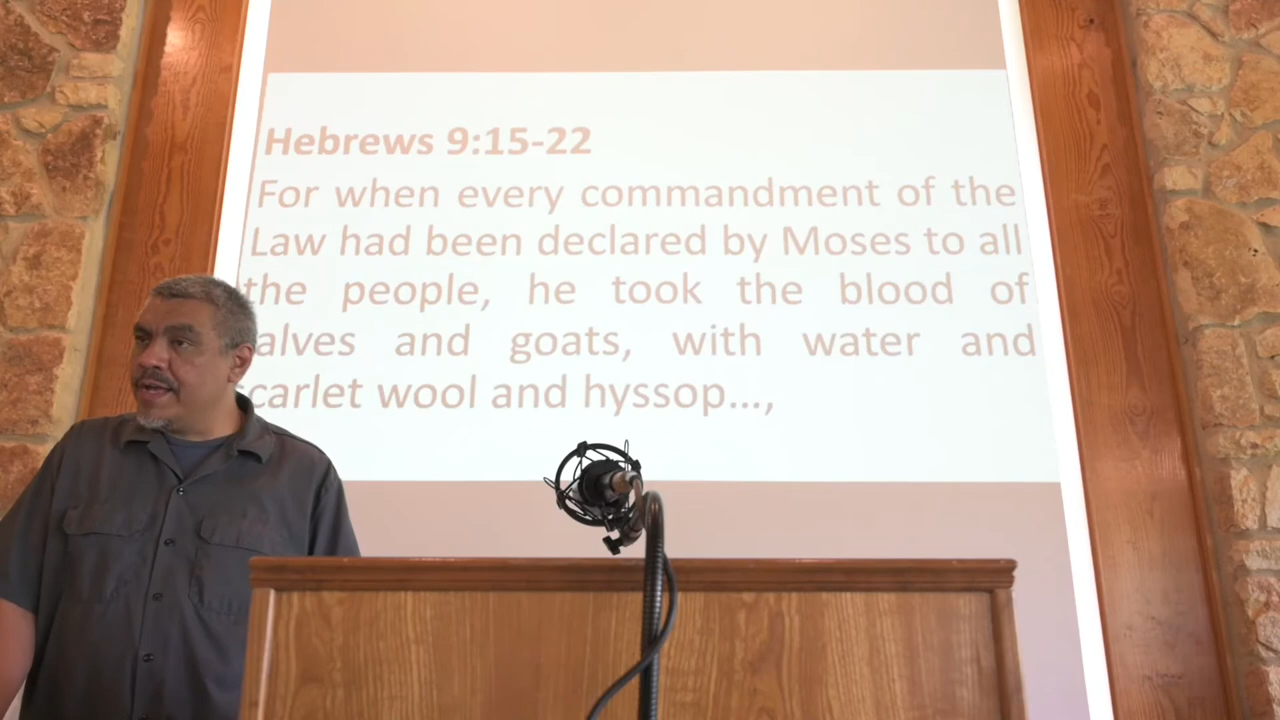 Hebrews 9:15-22
For when every commandment of the
Law had been declared by Moses to all
the people, he took the blood of
alves and goats, with water and
scarlet wool and hyssop...,